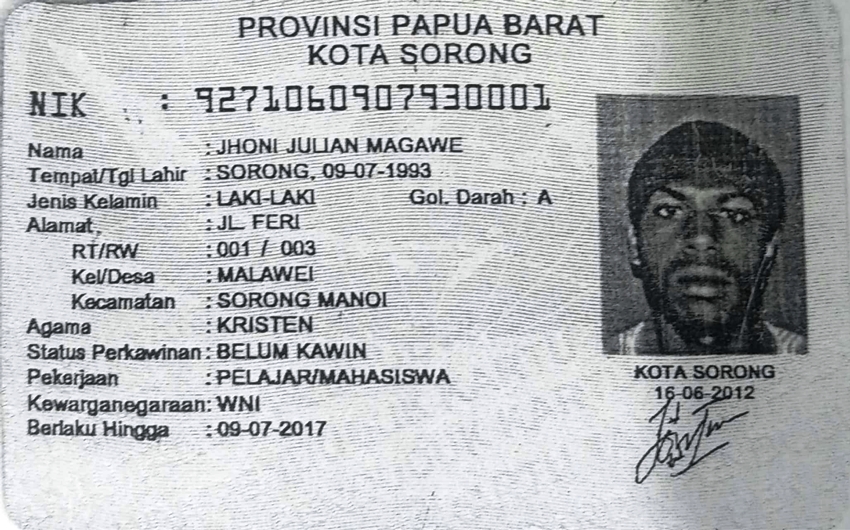 PROVINSI PAPUA BARAT
KOTA SORONG
NIK : 9271060907930001
Nama : JHONI JULIAN MAGAWE
Tempat/Tgl Lahir : SORONG, 09-07-1993
Jenis Kelamin : LAKI-LAKI Gol. Darah : A
Alamat : JL. FERI
RT/RW : 001 / 003
Kel/Desa : MALAWEI
Kecamatan : SORONG MANOI
Agama : KRISTEN
Status Perkawinan : BELUM KAWIN
Pekerjaan : PELAJAR/MAHASISWA
Kewarganegaraan : WNI
Berlaku Hingga : 09-07-2017
KOTA SORONG
16-06-2012